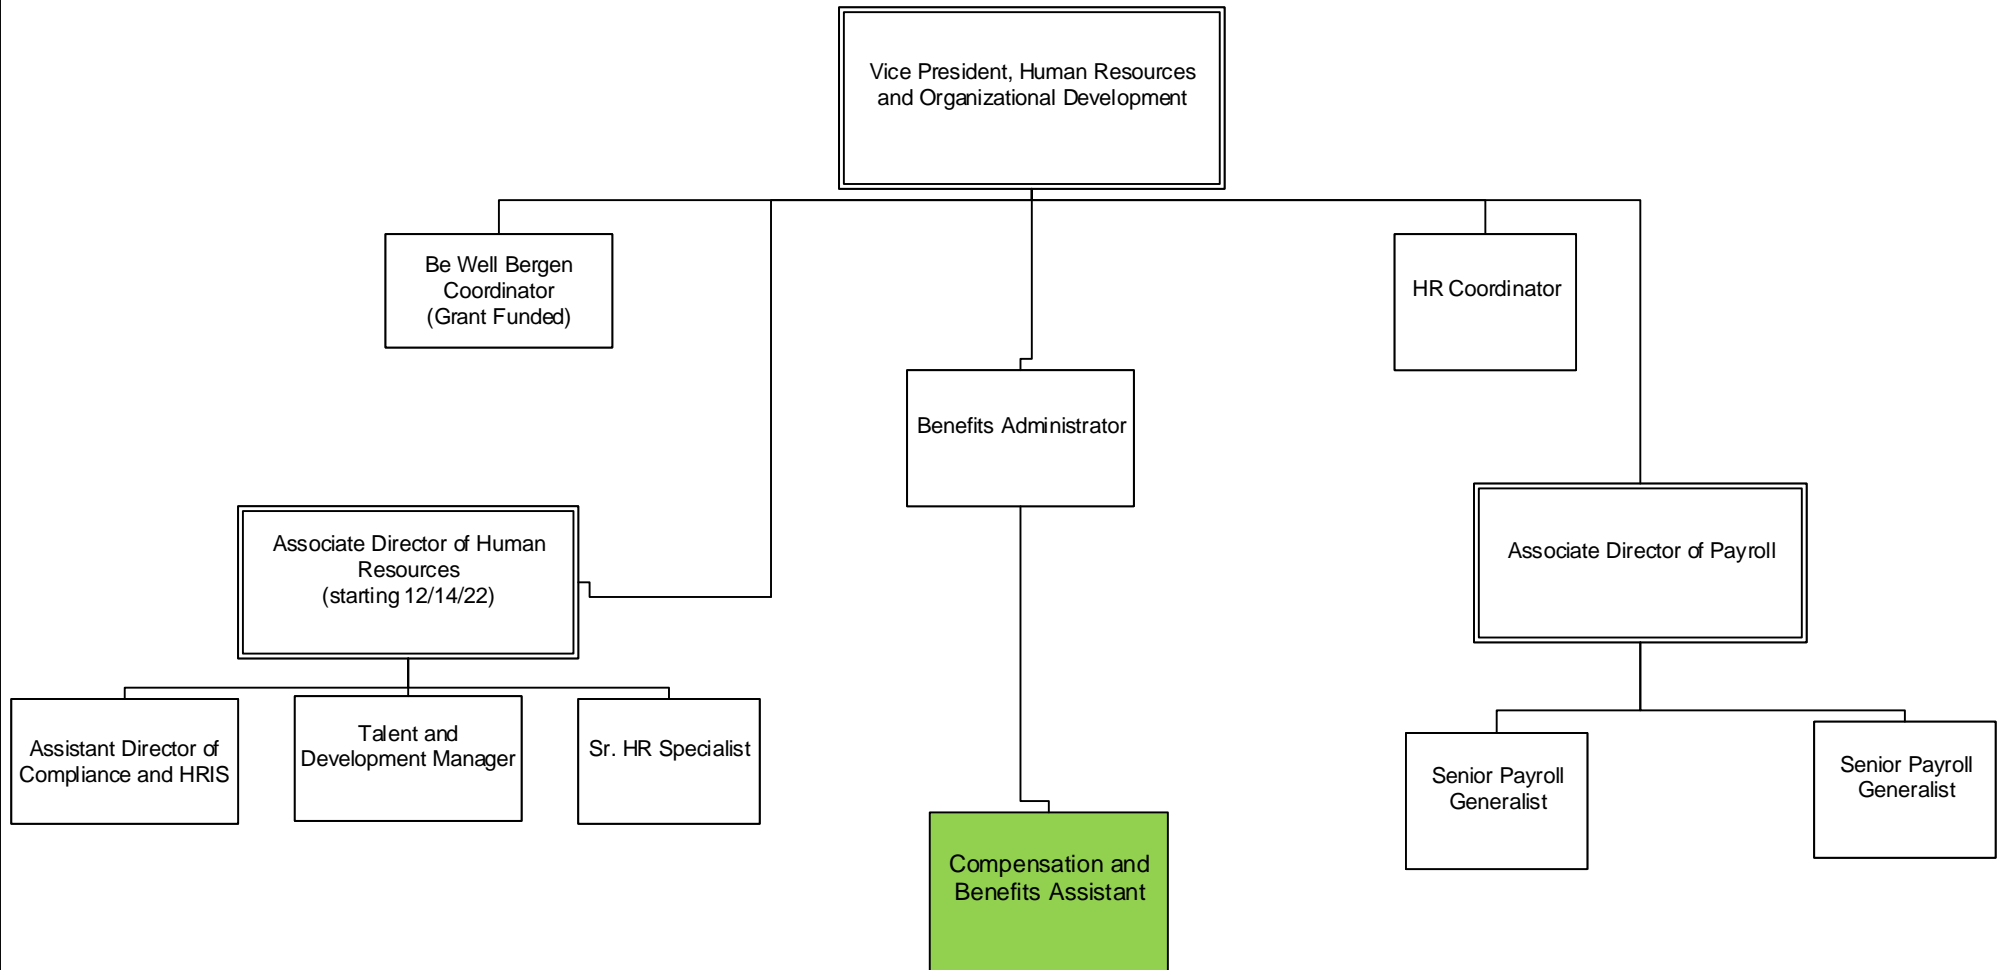 Vice President, Human Resources
and Organizational Development
Be Well Bergen
Coordinator
(Grant Funded)
HR Coordinator
Benefits Administrator
Associate Director of Human
Resources
(starting 12/14/22)
Associate Director of Payroll
Assistant Director of
Compliance and HRIS
Talent and
Development Manager
Sr. HR Specialist
Senior Payroll
Generalist
Senior Payroll
Generalist
Compensation and
Benefits Assistant